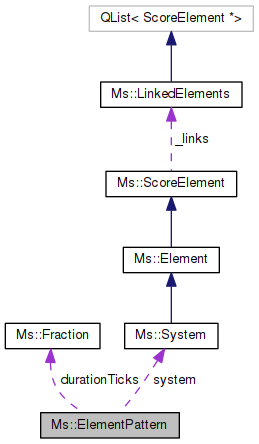 QList< ScoreElement *>
Ms::LinkedElements
_links
Ms::ScoreElement
Ms::Element
Ms::Fraction
Ms::System
durationTicks
system
Ms::ElementPattern